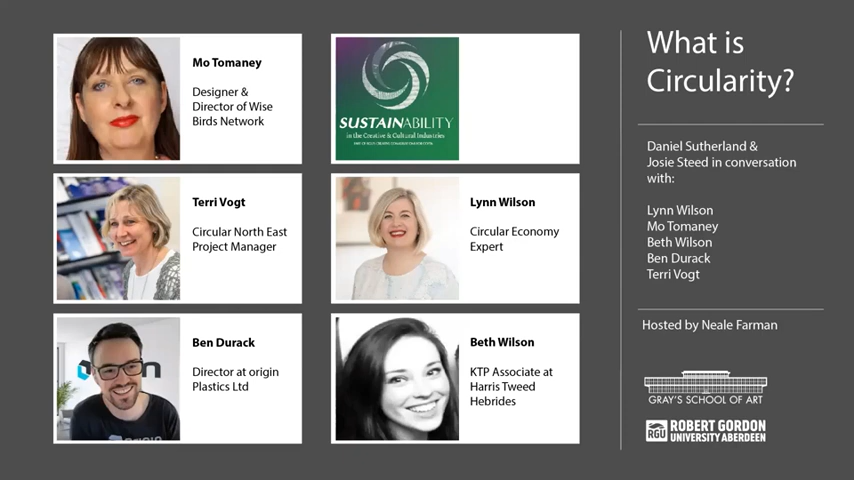 Mo Tomaney
Designer &
Director of Wise
Birds Network
SUSTAINABILITY
in the Creative & Cultural Industries
Terri Vogt
Circular North East
Project Manager
Lynn Wilson
Circular Economy
Expert
Ben Durack
Director at origin
Plastics Ltd
Beth Wilson
KTP Associate at
Harris Tweed
Hebrides
What is
Circularity?
Daniel Sutherland &
Josie Steed in conversation
with:
Lynn Wilson
Mo Tomaney
Beth Wilson
Ben Durack
Terri Vogt
Hosted by Neale Farman
GRAY'S SCHOOL OF ART
RGU
ROBERT GORDON
UNIVERSITY ABERDEEN